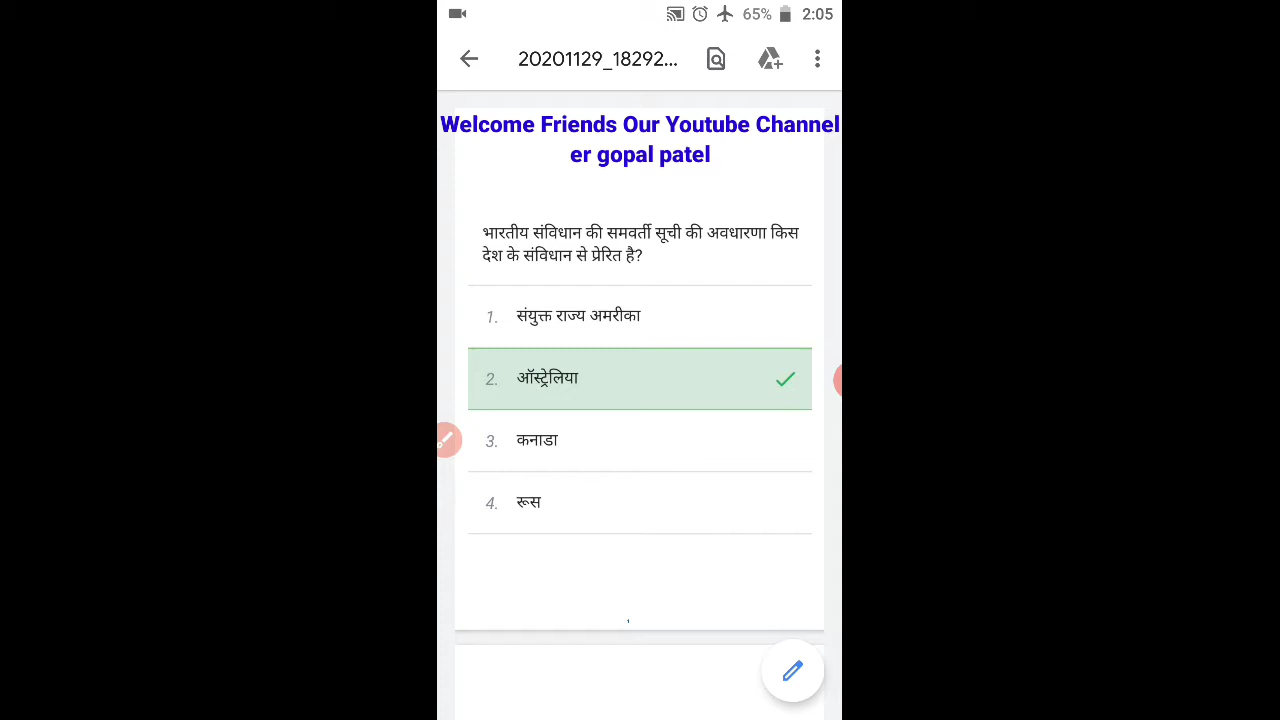 65% 2:05
20201129_18292...
Welcome Friends Our Youtube Channel
er gopal patel
भारतीय संविधान की समवर्ती सूची की अवधारणा किस
देश के संविधान से प्रेरित है?
1. संयुक्त राज्य अमरीका
2. ऑस्ट्रेलिया
3. कनाडा
4. रूस
1